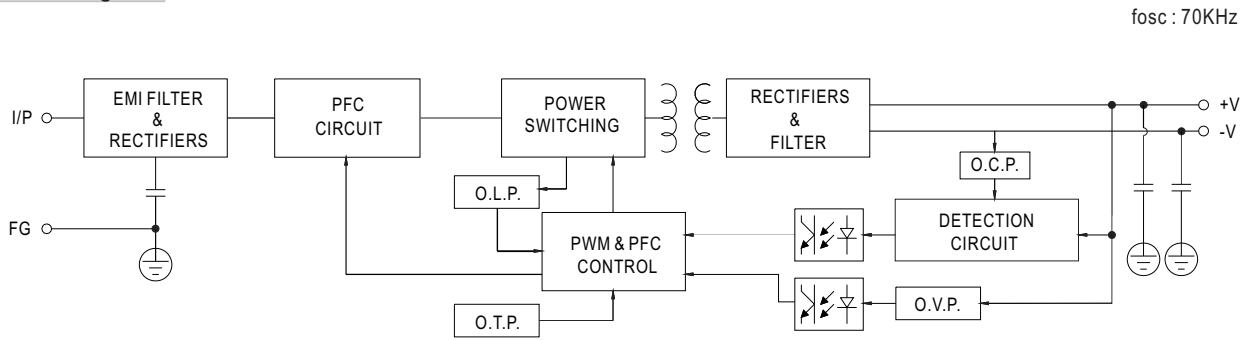 fosc : 70KHz
I/P
EMI FILTER
&
RECTIFIERS
PFC
CIRCUIT
POWER
SWITCHING
RECTIFIERS
&
FILTER
+V
-V
O.C.P.
O.L.P.
FG
PWM & PFC
CONTROL
DETECTION
CIRCUIT
O.T.P.
O.V.P.